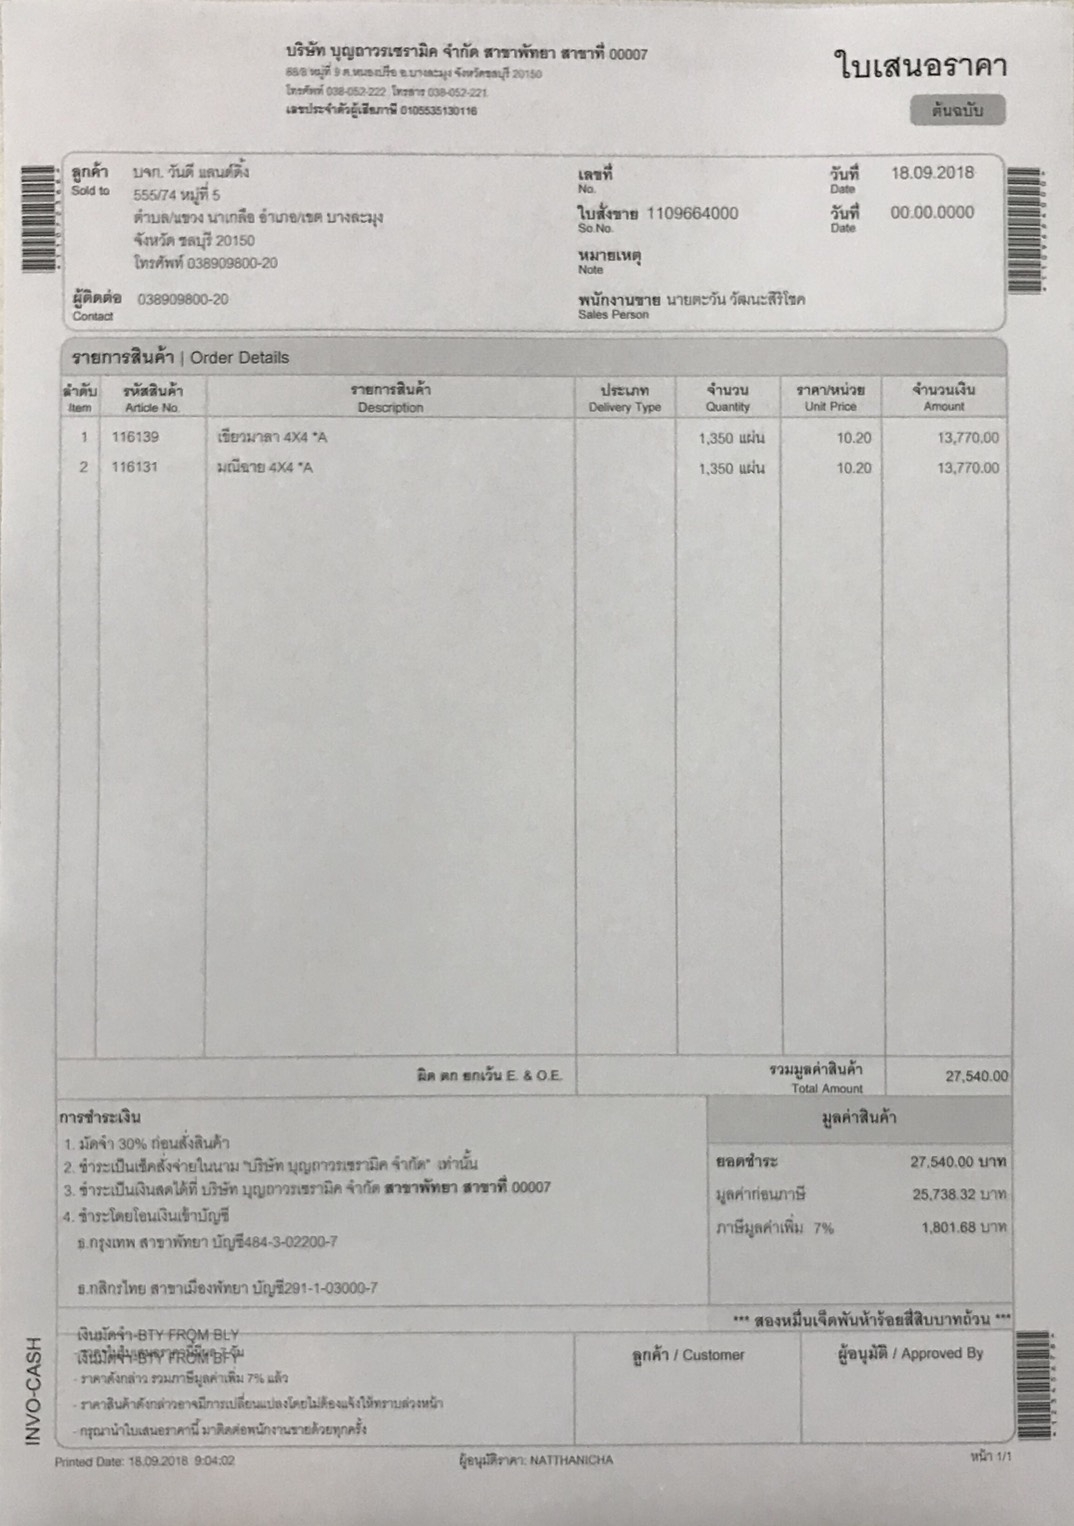 บริษัท บุญถาวรเซรามิค จำกัด สาขาพัทยา สาขาที่ 00007
68/8 หมู่ที่ 9 ต.หนองปรือ อ.บางละมุง จังหวัดชลบุรี 20150
โทรศัพท์ 038-052-222 โทรสาร 038-052-221
เลขประจำตัวผู้เสียภาษี 0105535130116
ใบเสนอราคา
ต้นฉบับ
ลูกค้า บจก. วันดี แลนด์ดิ้ง
Sold to
555/74 หมู่ที่ 5
ตำบล/แขวง นาเกลือ อำเภอ/เขต บางละมุง
จังหวัด ชลบุรี 20150
โทรศัพท์ 038909800-20
ผู้ติดต่อ 038909800-20
Contact
เลขที่ วันที่ 18.09.2018
No. Date
ใบสั่งขาย 1109664000 วันที่ 00.00.0000
So.No. Date
หมายเหตุ
Note
พนักงานขาย นายตะวัน วัฒนะสิริโชค
Sales Person
รายการสินค้า | Order Details
ลำดับ รหัสสินค้า รายการสินค้า ประเภท จำนวน ราคา/หน่วย จำนวนเงิน
Item Article No. Description Delivery Type Quantity Unit Price Amount
1 116139 เขียวมาลา 4X4 *A 1,350 แผ่น 10.20 13,770.00
2 116131 มณีฉาย 4X4 *A 1,350 แผ่น 10.20 13,770.00
ผิด ตก ยกเว้น E. & O.E. รวมมูลค่าสินค้า 27,540.00
Total Amount
การชำระเงิน
1. มัดจำ 30% ก่อนสั่งสินค้า
2. ชำระเป็นเช็คสั่งจ่ายในนาม "บริษัท บุญถาวรเซรามิค จำกัด" เท่านั้น
3. ชำระเป็นเงินสดได้ที่ บริษัท บุญถาวรเซรามิค จำกัด สาขาพัทยา สาขาที่ 00007
4. ชำระโดยโอนเงินเข้าบัญชี
ธ.กรุงเทพ สาขาพัทยา บัญชี484-3-02200-7
ธ.กสิกรไทย สาขาเมืองพัทยา บัญชี291-1-03000-7
มูลค่าสินค้า
ยอดชำระ 27,540.00 บาท
มูลค่าก่อนภาษี 25,738.32 บาท
ภาษีมูลค่าเพิ่ม 7% 1,801.68 บาท
*** สองหมื่นเจ็ดพันห้าร้อยสี่สิบบาทถ้วน ***
เงินมัดจำ-BTY FROM BLY
เงินมัดจำ-BTY FROM BFY
- ราคาดังกล่าว รวมภาษีมูลค่าเพิ่ม 7% แล้ว
- ราคาสินค้าดังกล่าวอาจมีการเปลี่ยนแปลงโดยไม่ต้องแจ้งให้ทราบล่วงหน้า
- กรุณานำใบเสนอราคานี้ มาติดต่อพนักงานขายด้วยทุกครั้ง
ลูกค้า / Customer
ผู้อนุมัติ / Approved By
INVO-CASH
Printed Date: 18.09.2018 9:04:02 ผู้อนุมัติราคา: NATTHANICHA หน้า 1/1